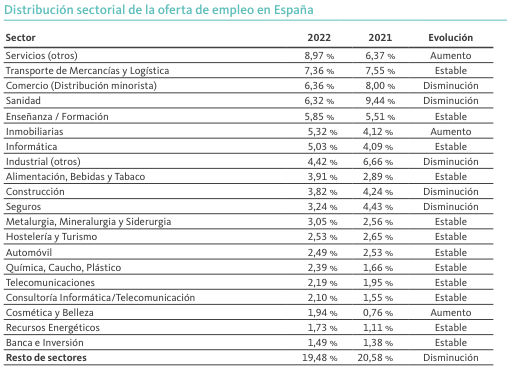 Distribución sectorial de la oferta de empleo en España
Sector 2022 2021 Evolución
Servicios (otros) 8,97 % 6,37 % Aumento
Transporte de Mercancías y Logística 7,36 % 7,55 % Estable
Comercio (Distribución minorista) 6,36 % 8,00 % Disminución
Sanidad 6,32 % 9,44 % Disminución
Enseñanza / Formación 5,85 % 5,51 % Estable
Inmobiliarias 5,32 % 4,12 % Aumento
Informática 5,03 % 4,09 % Estable
Industrial (otros) 4,42 % 6,66 % Disminución
Alimentación, Bebidas y Tabaco 3,91 % 2,89 % Estable
Construcción 3,82 % 4,24 % Disminución
Seguros 3,24 % 4,43 % Disminución
Metalurgia, Mineralurgia y Siderurgia 3,05 % 2,56 % Estable
Hostelería y Turismo 2,53 % 2,65 % Estable
Automóvil 2,49 % 2,53 % Estable
Química, Caucho, Plástico 2,39 % 1,66 % Estable
Telecomunicaciones 2,19 % 1,95 % Estable
Consultoría Informática/Telecomunicación 2,10 % 1,55 % Estable
Cosmética y Belleza 1,94 % 0,76 % Aumento
Recursos Energéticos 1,73 % 1,11 % Estable
Banca e Inversión 1,49 % 1,38 % Estable
Resto de sectores 19,48 % 20,58 % Disminución